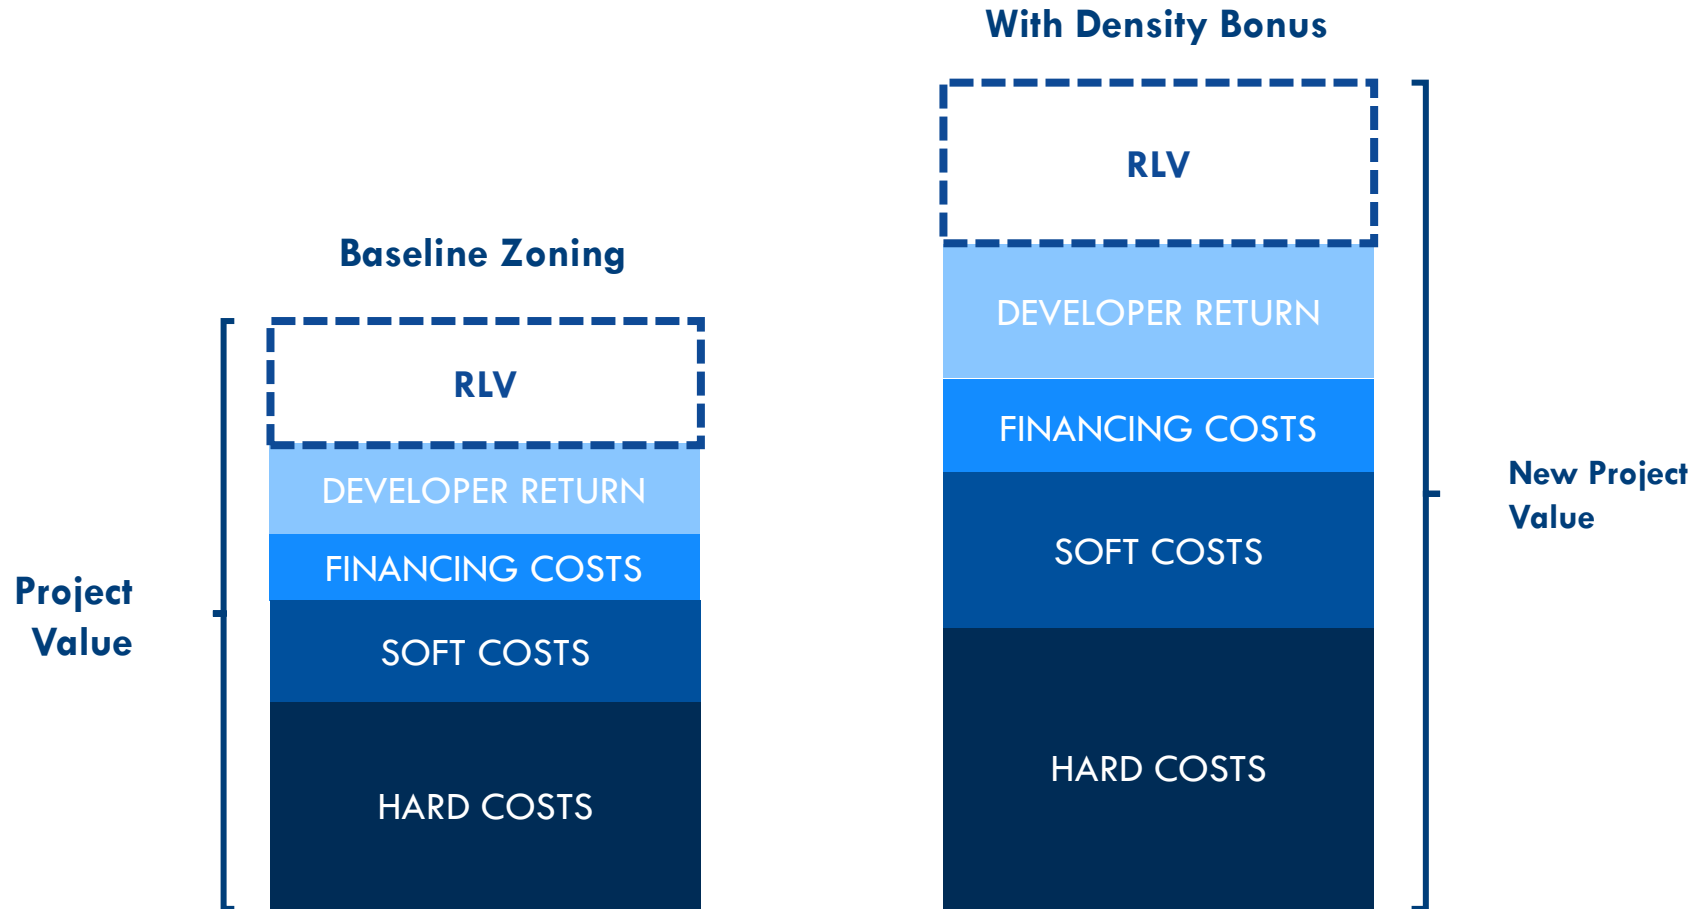 With Density Bonus
RLV
DEVELOPER RETURN
FINANCING COSTS
SOFT COSTS
HARD COSTS
New Project
Value
Baseline Zoning
RLV
DEVELOPER RETURN
FINANCING COSTS
SOFT COSTS
HARD COSTS
Project
Value